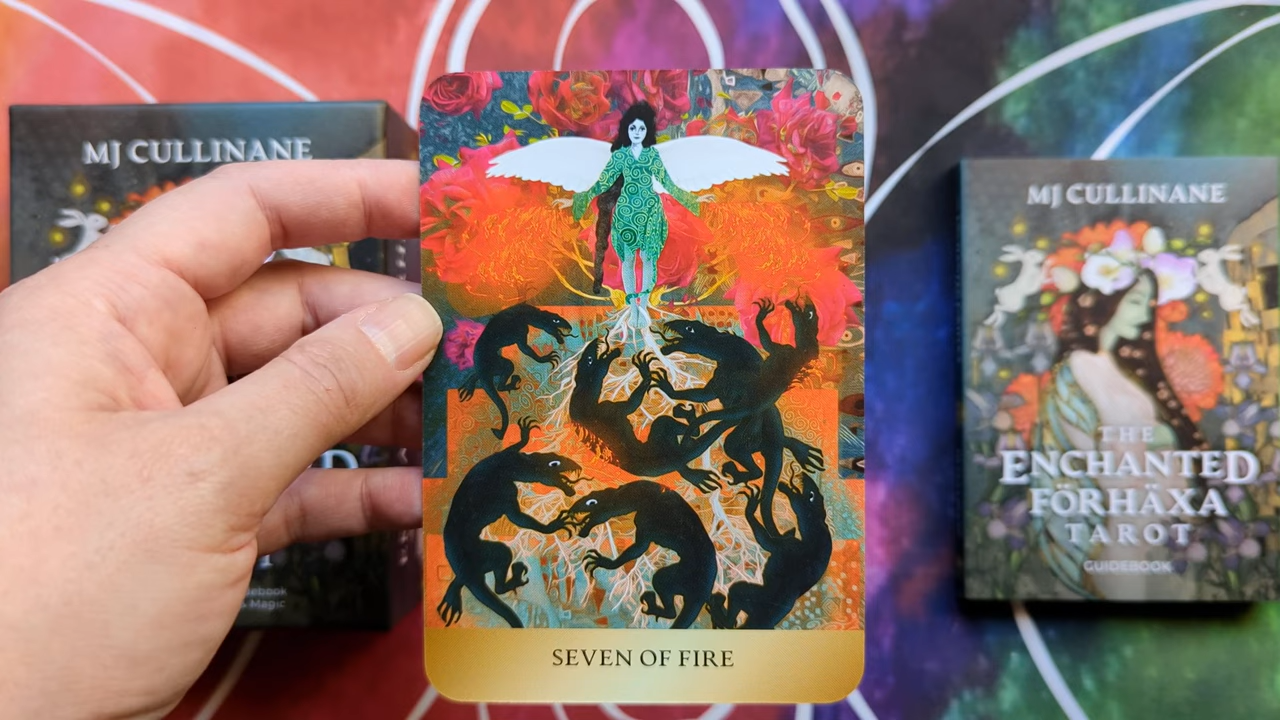 MJ CULLINANE
SEVEN OF FIRE
MJ CULLINANE
THE
ENCHANTED
FÖRHÄXA
TAROT
GUIDEBOOK